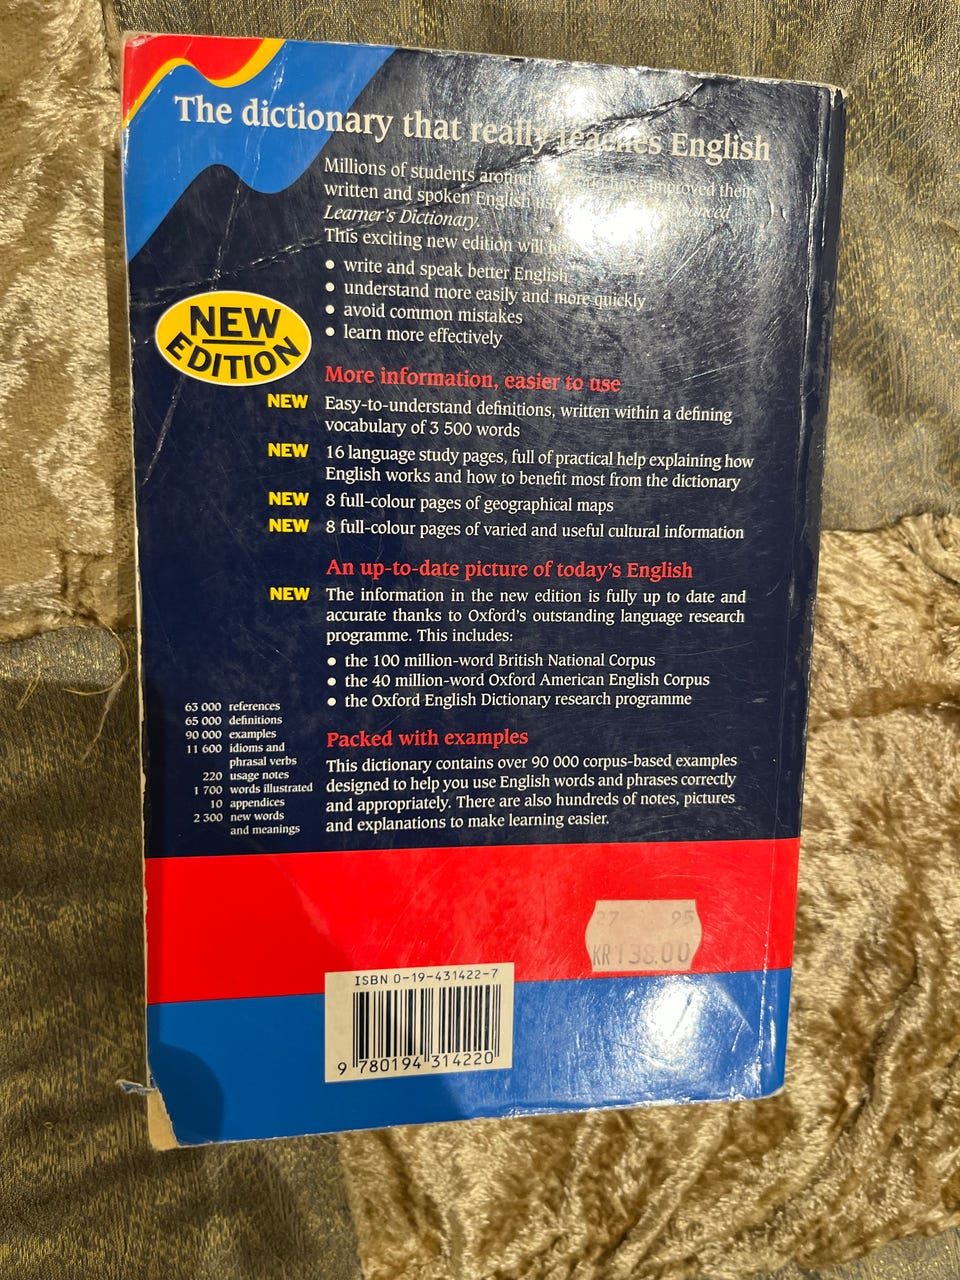 The dictionary that really teaches English
Millions of students around have improved their
written and spoken English Advanced
Learner's Dictionary.
This exciting new edition will
• write and speak better English
• understand more easily and more quickly
• avoid common mistakes
• learn more effectively
NEW
EDITION
More information, easier to use
NEW Easy-to-understand definitions, written within a defining
vocabulary of 3 500 words
NEW 16 language study pages, full of practical help explaining how
English works and how to benefit most from the dictionary
NEW 8 full-colour pages of geographical maps
NEW 8 full-colour pages of varied and useful cultural information
An up-to-date picture of today's English
NEW The information in the new edition is fully up to date and
accurate thanks to Oxford's outstanding language research
programme. This includes:
• the 100 million-word British National Corpus
• the 40 million-word Oxford American English Corpus
• the Oxford English Dictionary research programme
63 000 references
65 000 definitions
90 000 examples
11 600 idioms and
phrasal verbs
220 usage notes
1 700 words illustrated
10 appendices
2 300 new words
and meanings
Packed with examples
This dictionary contains over 90 000 corpus-based examples
designed to help you use English words and phrases correctly
and appropriately. There are also hundreds of notes, pictures
and explanations to make learning easier.
27 95
KR 138.00
ISBN 0-19-431422-7
9 780194 314220